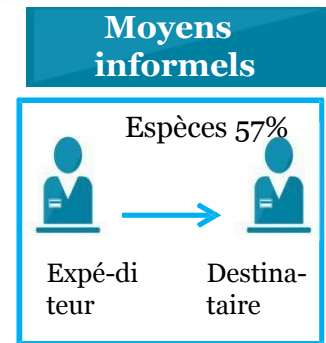 Moyens
informels
Espèces 57%
Expé-di Destina-
teur taire